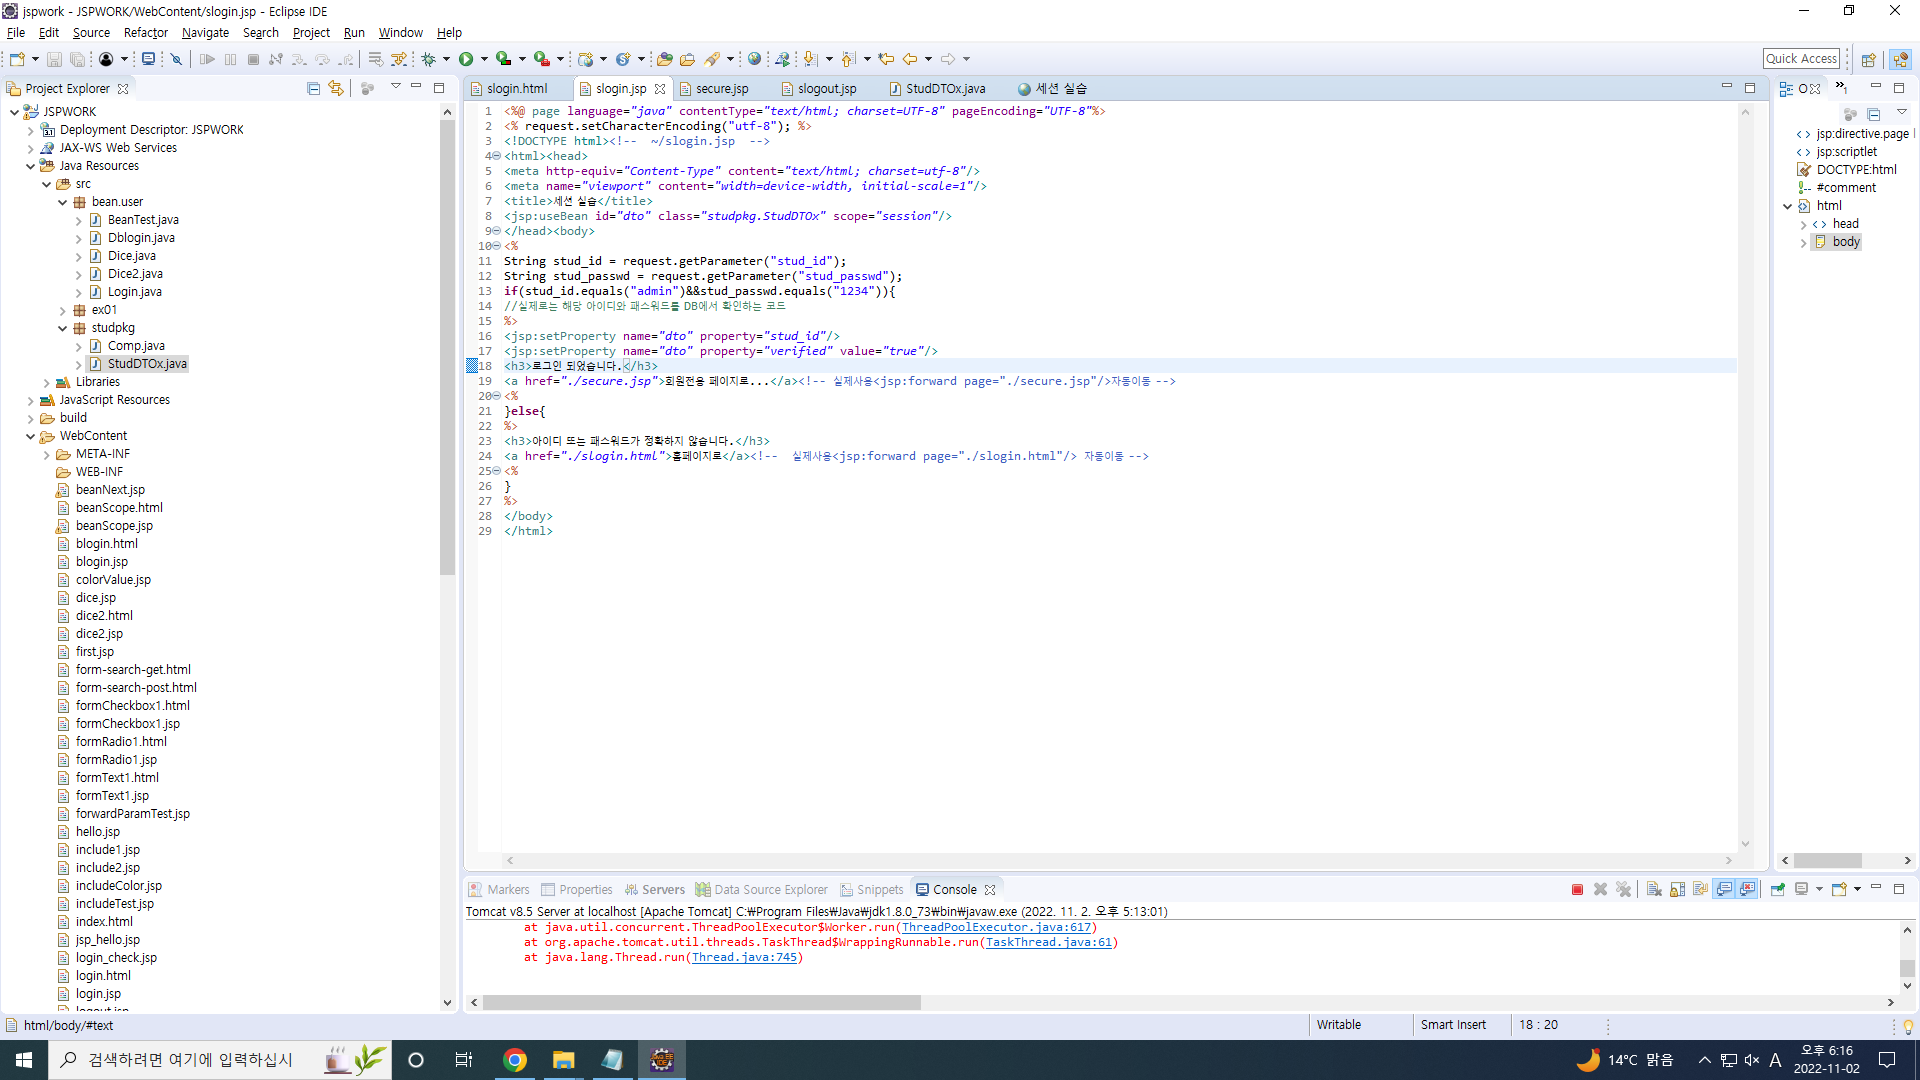 jspwork - JSPWORK/WebContent/slogin.jsp - Eclipse IDE
File Edit Source Refactor Navigate Search Project Run Window Help
Quick Access
Project Explorer
JSPWORK
Deployment Descriptor: JSPWORK
JAX-WS Web Services
Java Resources
src
bean.user
BeanTest.java
Dblogin.java
Dice.java
Dice2.java
Login.java
ex01
studpkg
Comp.java
StudDTOx.java
Libraries
JavaScript Resources
build
WebContent
META-INF
WEB-INF
beanNext.jsp
beanScope.html
beanScope.jsp
blogin.html
blogin.jsp
colorValue.jsp
dice.jsp
dice2.html
dice2.jsp
first.jsp
form-search-get.html
form-search-post.html
formCheckbox1.html
formCheckbox1.jsp
formRadio1.html
formRadio1.jsp
formText1.html
formText1.jsp
forwardParamTest.jsp
hello.jsp
include1.jsp
include2.jsp
includeColor.jsp
includeTest.jsp
index.html
jsp_hello.jsp
login_check.jsp
login.html
login.jsp
logout.jsp
slogin.html slogin.jsp secure.jsp slogout.jsp StudDTOx.java 세션 실습
1 <%@ page language="java" contentType="text/html; charset=UTF-8" pageEncoding="UTF-8"%>
2 <% request.setCharacterEncoding("utf-8"); %>
3 <!DOCTYPE html><!--  ~/slogin.jsp  -->
4 <html><head>
5 <meta http-equiv="Content-Type" content="text/html; charset=utf-8"/>
6 <meta name="viewport" content="width=device-width, initial-scale=1"/>
7 <title>세션 실습</title>
8 <jsp:useBean id="dto" class="studpkg.StudDTOx" scope="session"/>
9 </head><body>
10 <%
11 String stud_id = request.getParameter("stud_id");
12 String stud_passwd = request.getParameter("stud_passwd");
13 if(stud_id.equals("admin")&&stud_passwd.equals("1234")){
14 //실제로는 해당 아이디와 패스워드를 DB에서 확인하는 코드
15 %>
16 <jsp:setProperty name="dto" property="stud_id"/>
17 <jsp:setProperty name="dto" property="verified" value="true"/>
18 <h3>로그인 되었습니다.</h3>
19 <a href="./secure.jsp">회원전용 페이지로...</a><!-- 실제사용<jsp:forward page="./secure.jsp"/>자동이동 -->
20 <%
21 }else{
22 %>
23 <h3>아이디 또는 패스워드가 정확하지 않습니다.</h3>
24 <a href="./slogin.html">홈페이지로</a><!--  실제사용<jsp:forward page="./slogin.html"/> 자동이동 -->
25 <%
26 }
27 %>
28 </body>
29 </html>
O
jsp:directive.page
jsp:scriptlet
DOCTYPE:html
#comment
html
head
body
Markers Properties Servers Data Source Explorer Snippets Console
Tomcat v8.5 Server at localhost [Apache Tomcat] C:₩Program Files₩Java₩jdk1.8.0_73₩bin₩javaw.exe (2022. 11. 2. 오후 5:13:01)
at java.util.concurrent.ThreadPoolExecutor$Worker.run(ThreadPoolExecutor.java:617)
at org.apache.tomcat.util.threads.TaskThread$WrappingRunnable.run(TaskThread.java:61)
at java.lang.Thread.run(Thread.java:745)
html/body/#text Writable Smart Insert 18 : 20
검색하려면 여기에 입력하십시 14°C 맑음 A 오후 6:16
2022-11-02